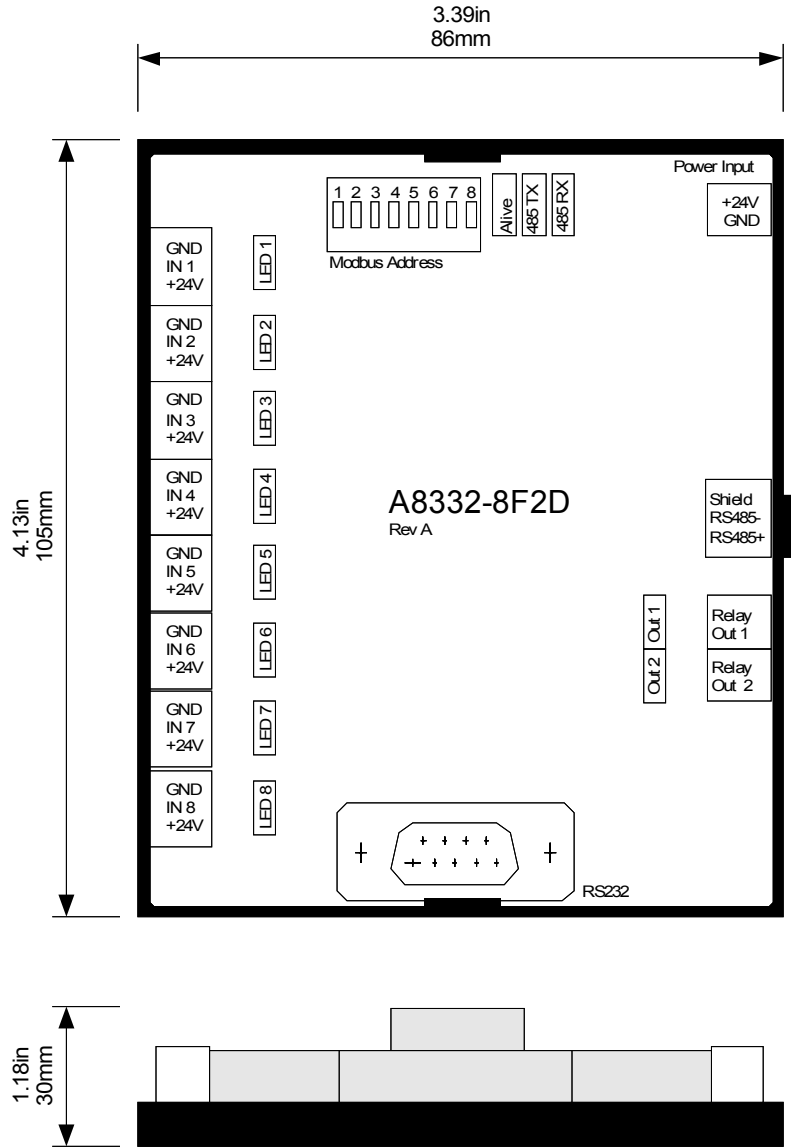 3.39in
86mm
Power Input
1 2 3 4 5 6 7 8
Alive
485 TX
485 RX
+24V
GND
Modbus Address
GND
IN 1
+24V
LED 1
GND
IN 2
+24V
LED 2
GND
IN 3
+24V
LED 3
GND
IN 4
+24V
LED 4
GND
IN 5
+24V
LED 5
GND
IN 6
+24V
LED 6
GND
IN 7
+24V
LED 7
GND
IN 8
+24V
LED 8
4.13in
105mm
A8332-8F2D
Rev A
Shield
RS485-
RS485+
Out 1
Relay
Out 1
Out 2
Relay
Out 2
RS232
1.18in
30mm